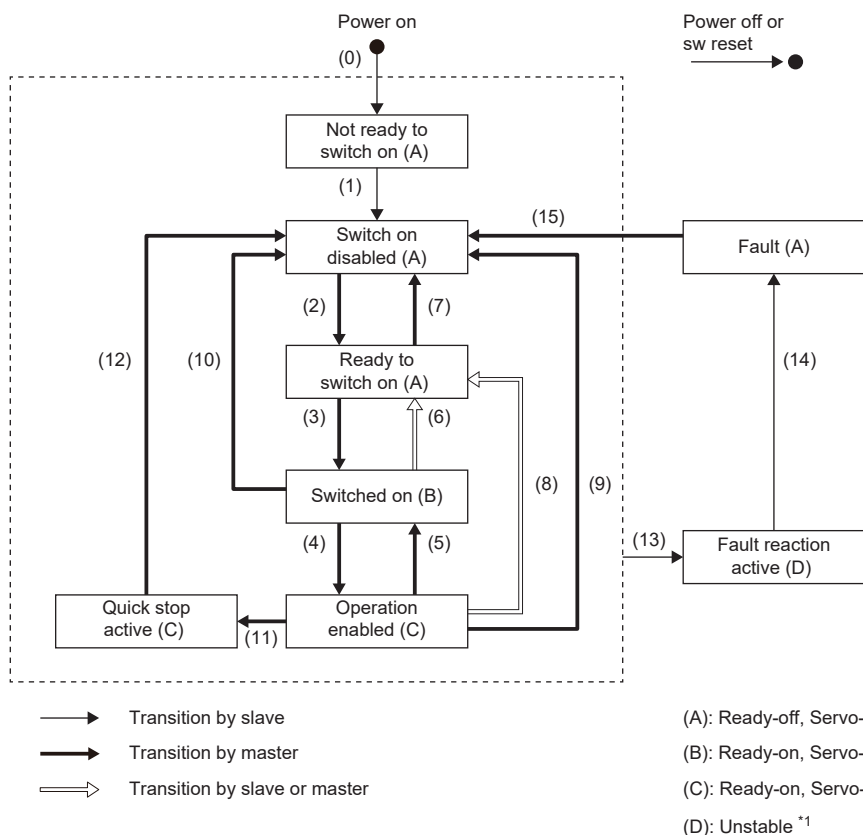 Power on
Power off or
sw reset
(0)
Not ready to
switch on (A)
(1)
Switch on
disabled (A)
(15)
Fault (A)
(2)
(7)
(12)
(10)
Ready to
switch on (A)
(14)
(3)
(6)
(8)
(9)
Switched on (B)
(4)
(5)
(13)
Fault reaction
active (D)
Quick stop
active (C)
(11)
Operation
enabled (C)
Transition by slave
Transition by master
Transition by slave or master
(A): Ready-off, Servo-
(B): Ready-on, Servo-
(C): Ready-on, Servo-
(D): Unstable *1